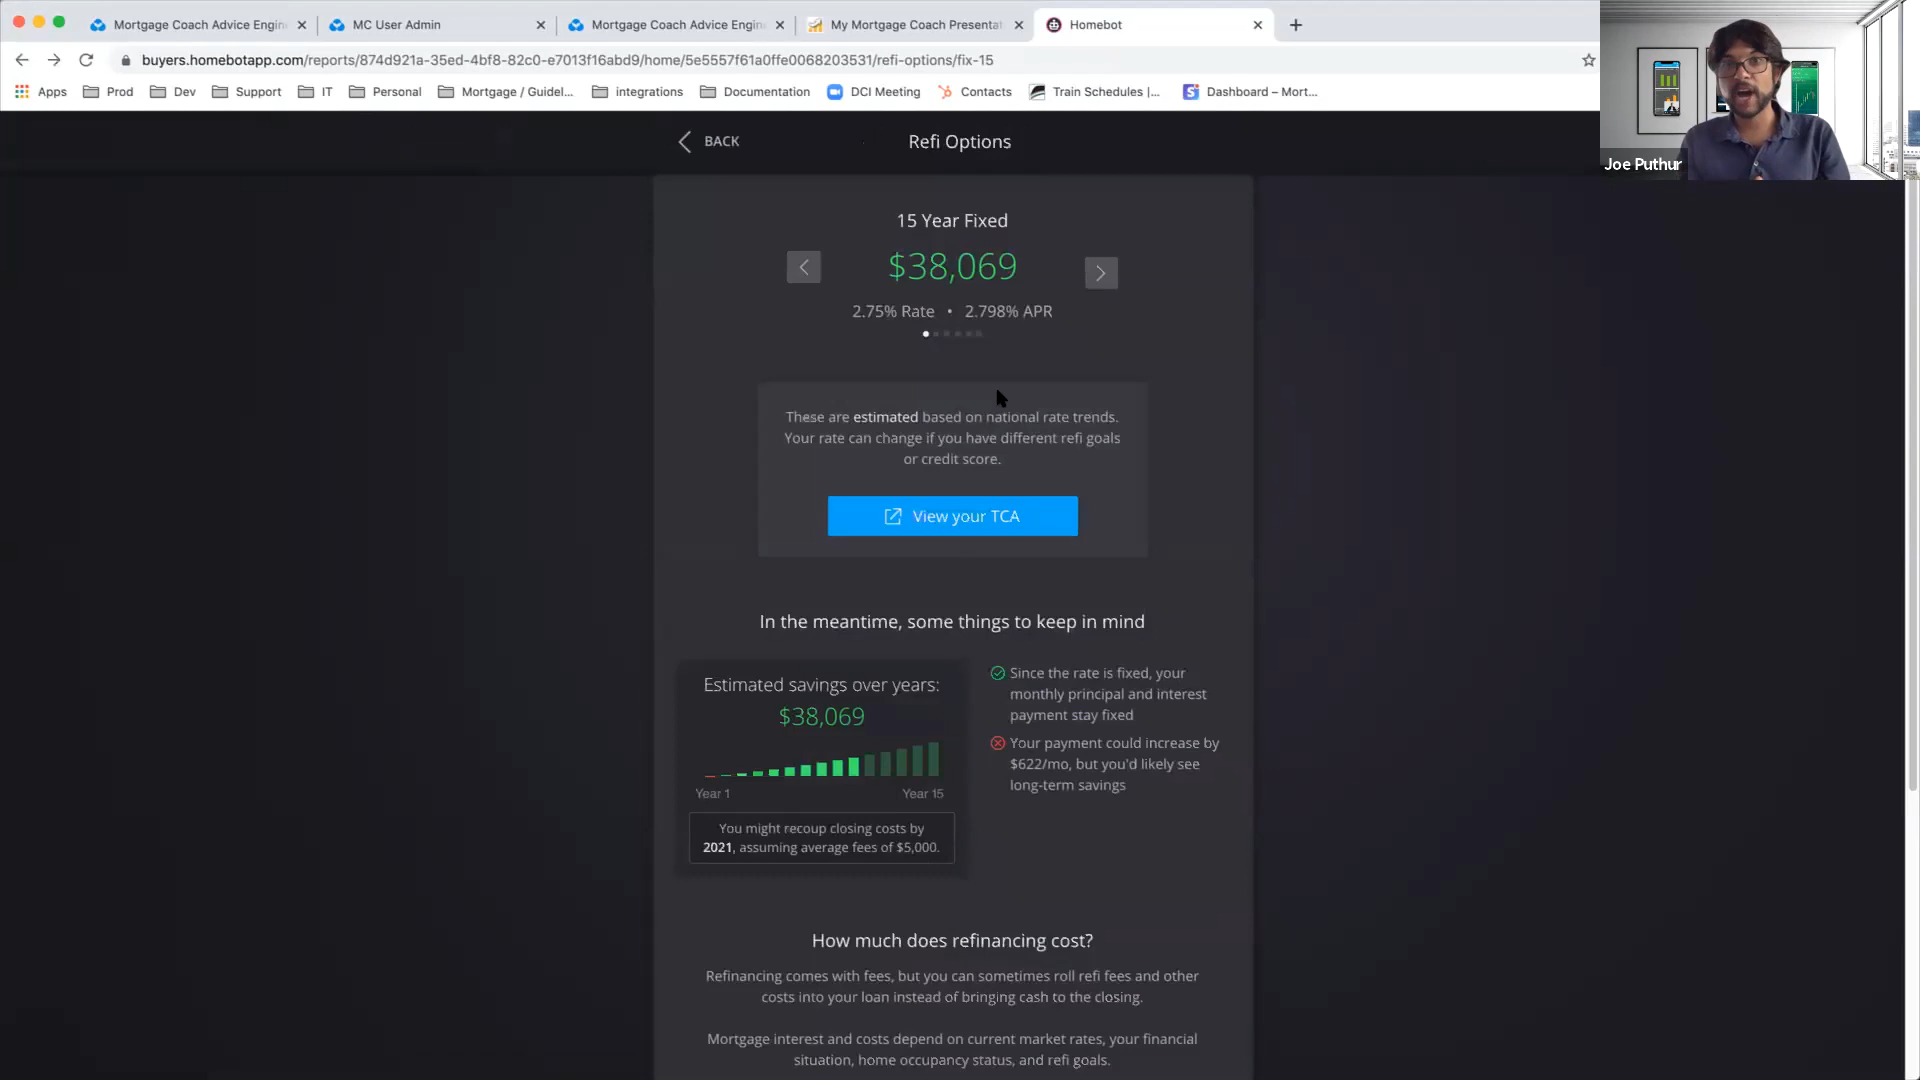 Mortgage Coach Advice Engin
MC User Admin
Mortgage Coach Advice Engin
My Mortgage Coach Presentat
Homebot
buyers.homebotapp.com/reports/874d921a-35ed-4bf8-82c0-e7013f16abd9/home/5e5557f61a0ffe0068203531/refi-options/fix-15
Apps
Prod
Dev
Support
IT
Personal
Mortgage / Guidel...
integrations
Documentation
DCI Meeting
Contacts
Train Schedules |...
Dashboard – Mort...
Joe Puthur
BACK
Refi Options
15 Year Fixed
$38,069
2.75% Rate • 2.798% APR
These are estimated based on national rate trends.
Your rate can change if you have different refi goals
or credit score.
View your TCA
In the meantime, some things to keep in mind
Estimated savings over years:
$38,069
Year 1
Year 15
You might recoup closing costs by
2021, assuming average fees of $5,000.
Since the rate is fixed, your
monthly principal and interest
payment stay fixed
Your payment could increase by
$622/mo, but you'd likely see
long-term savings
How much does refinancing cost?
Refinancing comes with fees, but you can sometimes roll refi fees and other
costs into your loan instead of bringing cash to the closing.
Mortgage interest and costs depend on current market rates, your financial
situation, home occupancy status, and refi goals.